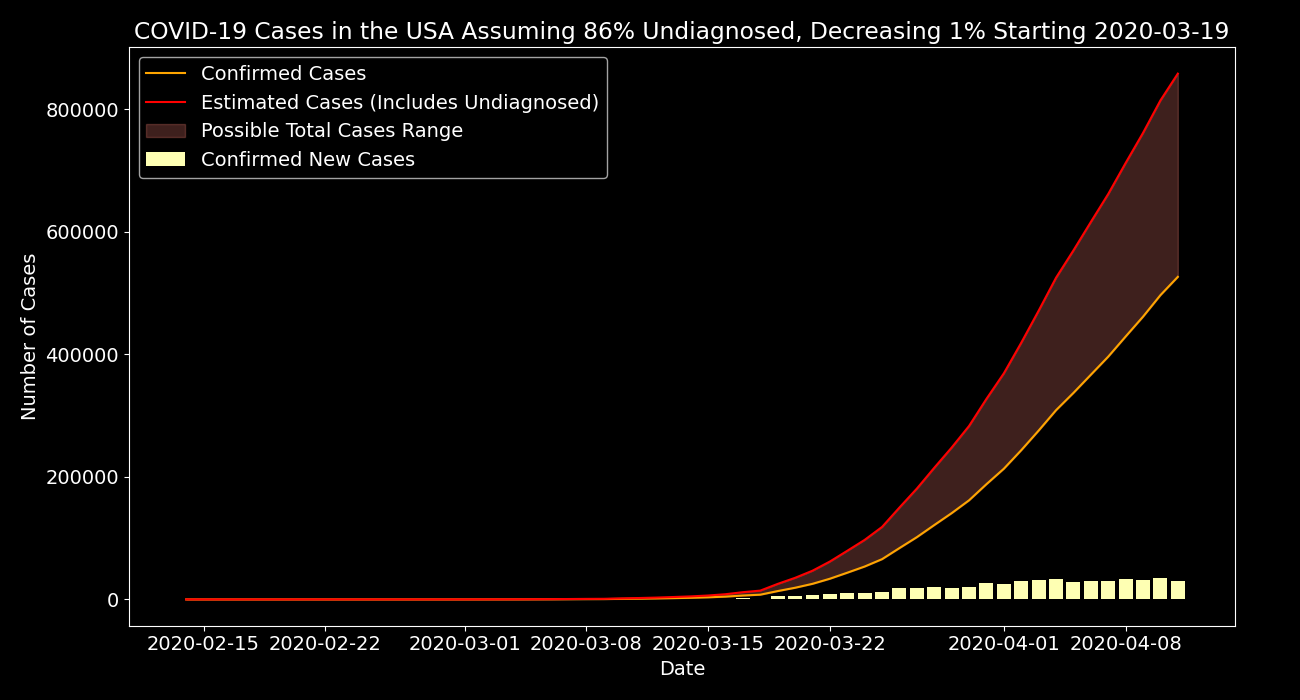 COVID-19 Cases in the USA Assuming 86% Undiagnosed, Decreasing 1% Starting 2020-03-19
Confirmed Cases
Estimated Cases (Includes Undiagnosed)
Possible Total Cases Range
Confirmed New Cases
Number of Cases
800000
600000
400000
200000
0
2020-02-15 2020-02-22 2020-03-01 2020-03-08 2020-03-15 2020-03-22 2020-04-01 2020-04-08
Date